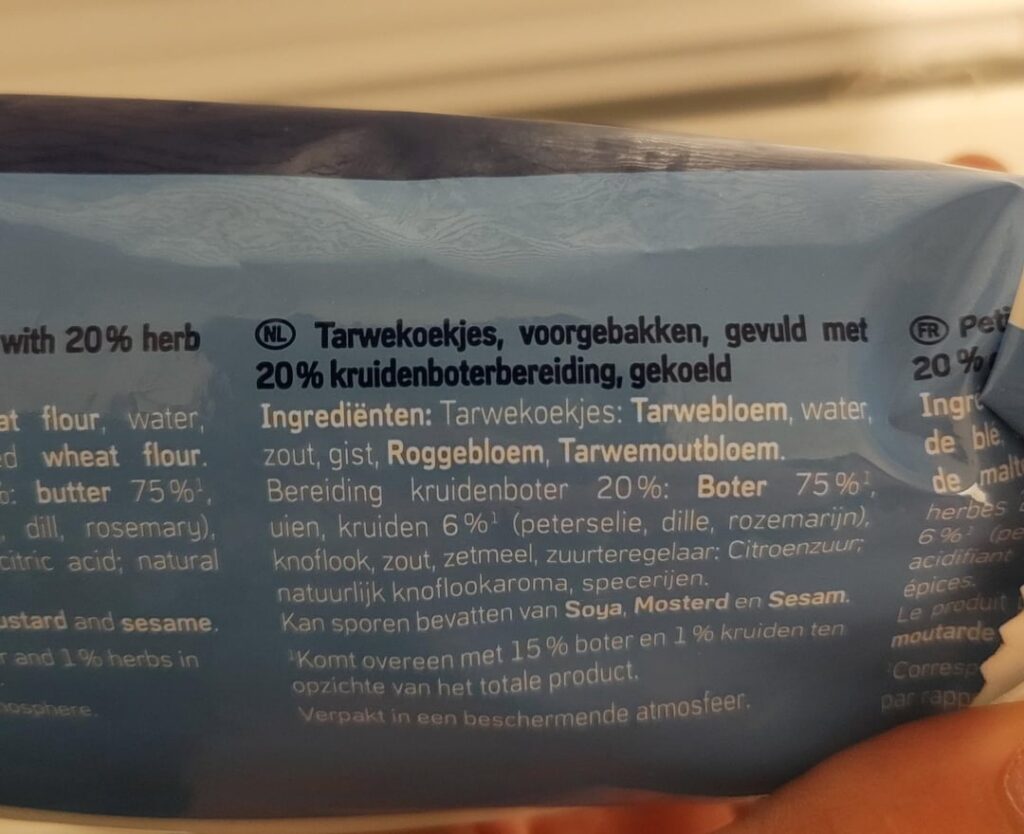 with 20% herb
at flour, water,
ed wheat flour.
butter 75%¹,
, dill, rosemary),
citric acid; natural
ustard and sesame.
r and 1% herbs in
nosphere.
NL Tarwekoekjes, voorgebakken, gevuld met
20% kruidenboterbereiding, gekoeld
Ingrediënten: Tarwekoekjes: Tarwebloem, water,
zout, gist, Roggebloem, Tarwemoutbloem.
Bereiding kruidenboter 20%: Boter 75%¹,
uien, kruiden 6%¹ (peterselie, dille, rozemarijn),
knoflook, zout, zetmeel, zuurteregelaar: Citroenzuur;
natuurlijk knoflookaroma, specerijen.
Kan sporen bevatten van Soya, Mosterd en Sesam.
¹Komt overeen met 15% boter en 1% kruiden ten
opzichte van het totale product.
Verpakt in een beschermende atmosfeer.
FR Peti
20%
Ingr
de blé,
de malt
herbes
6%¹ (pe
acidifiant
épices.
Le produit
moutarde
Corresp
par rapp